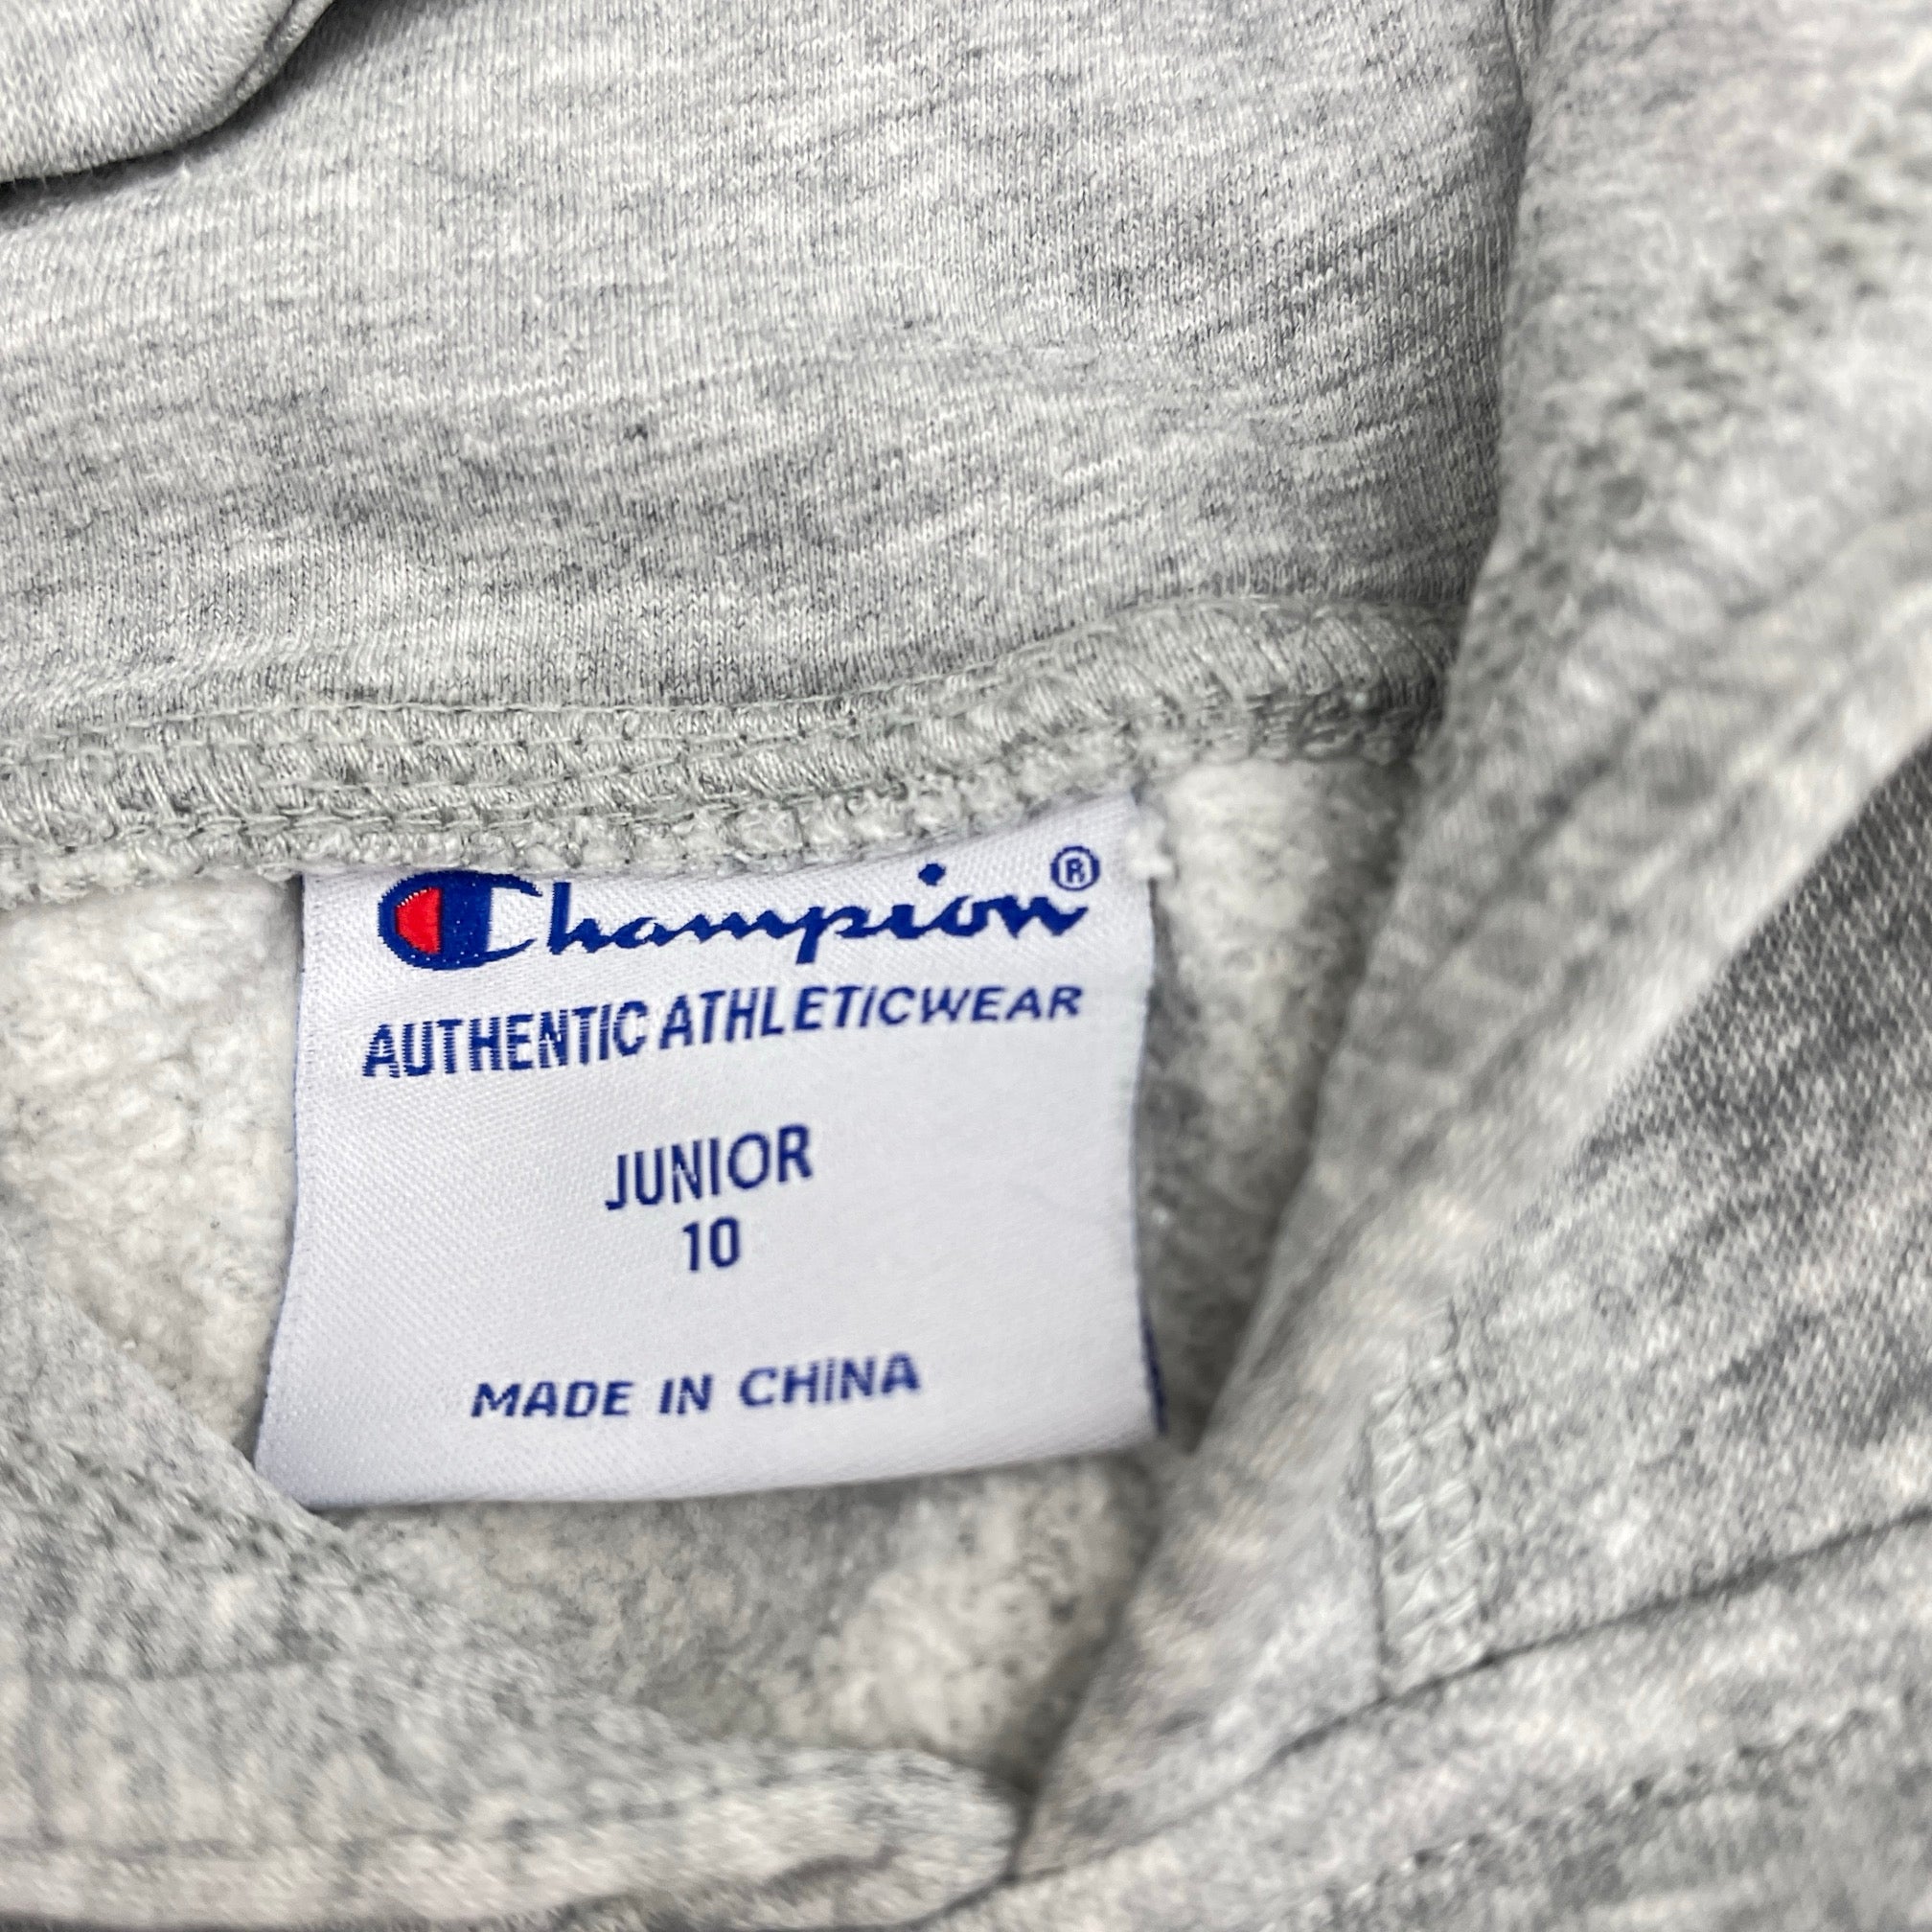 Champion®
AUTHENTIC ATHLETICWEAR
JUNIOR
10
MADE IN CHINA